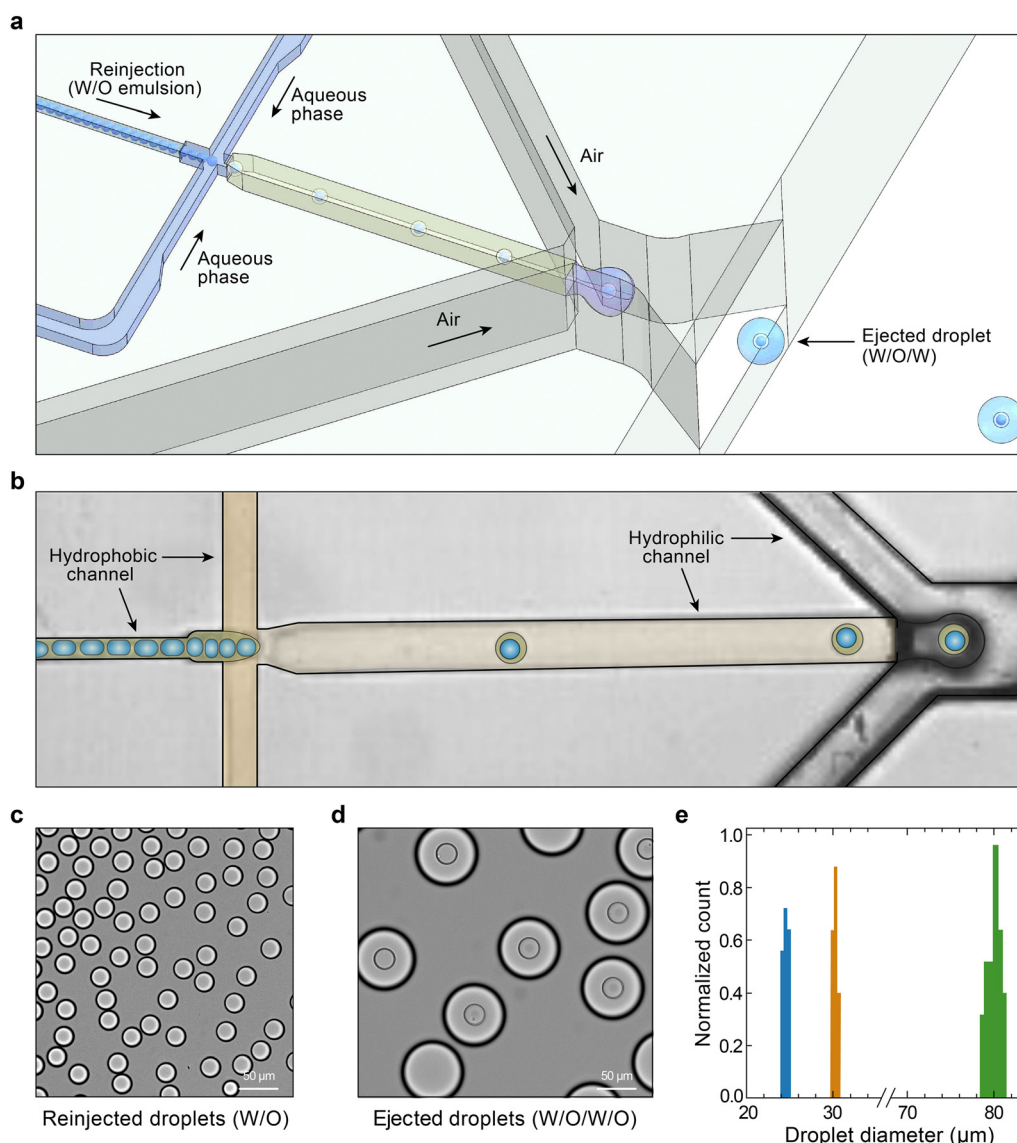 a
Reinjection
(W/O emulsion)
Aqueous
phase
Air
Aqueous
phase
Air
Ejected droplet
(W/O/W)
b
Hydrophobic
channel
Hydrophilic
channel
c
50 µm
Reinjected droplets (W/O)
d
50 µm
Ejected droplets (W/O/W/O)
e
Normalized count
1.0
0.8
0.6
0.4
0.2
0.0
20 30 70 80
Droplet diameter (µm)